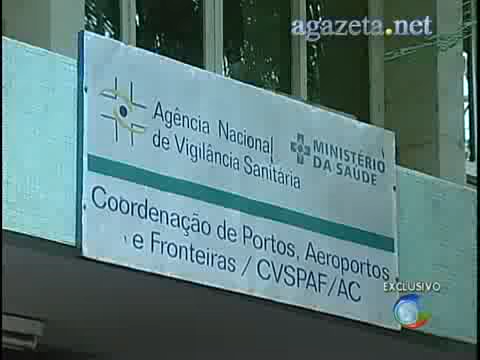 agazeta.net
Agência Nacional
de Vigilância Sanitária
MINISTÉRIO
DA SAÚDE
Coordenação de Portos, Aeroportos
e Fronteiras / CVSPAF/AC
EXCLUSIVO